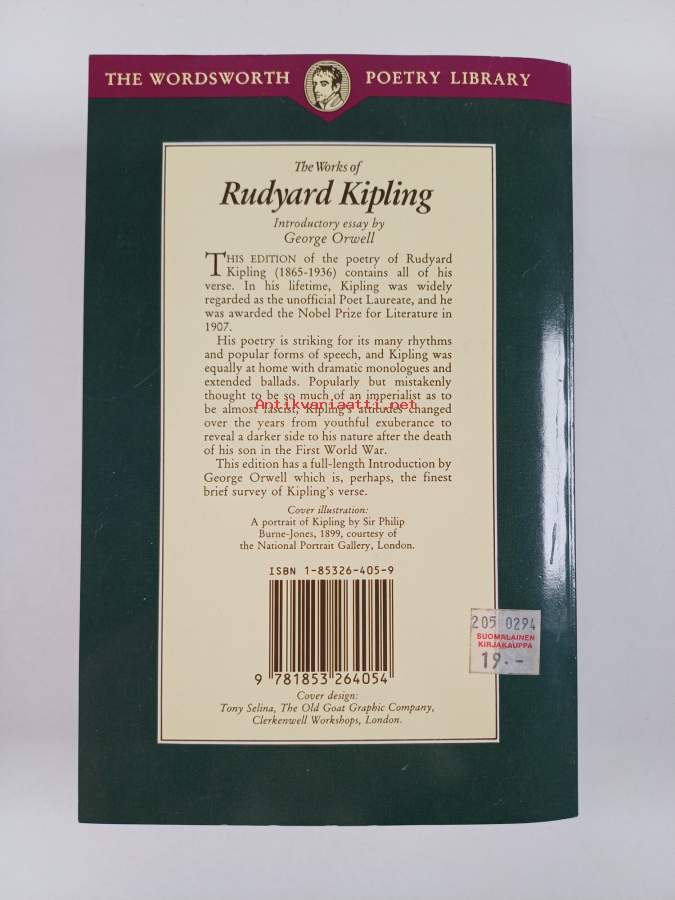 THE WORDSWORTH POETRY LIBRARY
The Works of
Rudyard Kipling
Introductory essay by
George Orwell
THIS EDITION of the poetry of Rudyard
Kipling (1865-1936) contains all of his
verse. In his lifetime, Kipling was widely
regarded as the unofficial Poet Laureate, and he
was awarded the Nobel Prize for Literature in
1907.
His poetry is striking for its many rhythms
and popular forms of speech, and Kipling was
equally at home with dramatic monologues and
extended ballads. Popularly but mistakenly
thought to be so much of an imperialist as to
Antikvariaatti.net
be almost fascist, Kipling's attitudes changed
over the years from youthful exuberance to
reveal a darker side to his nature after the death
of his son in the First World War.
This edition has a full-length Introduction by
George Orwell which is, perhaps, the finest
brief survey of Kipling's verse.
Cover illustration:
A portrait of Kipling by Sir Philip
Burne-Jones, 1899, courtesy of
the National Portrait Gallery, London.
ISBN 1-85326-405-9
9 781853 264054
205 0294
SUOMALAINEN
KIRJAKAUPPA
19.-
Cover design:
Tony Selina, The Old Goat Graphic Company,
Clerkenwell Workshops, London.